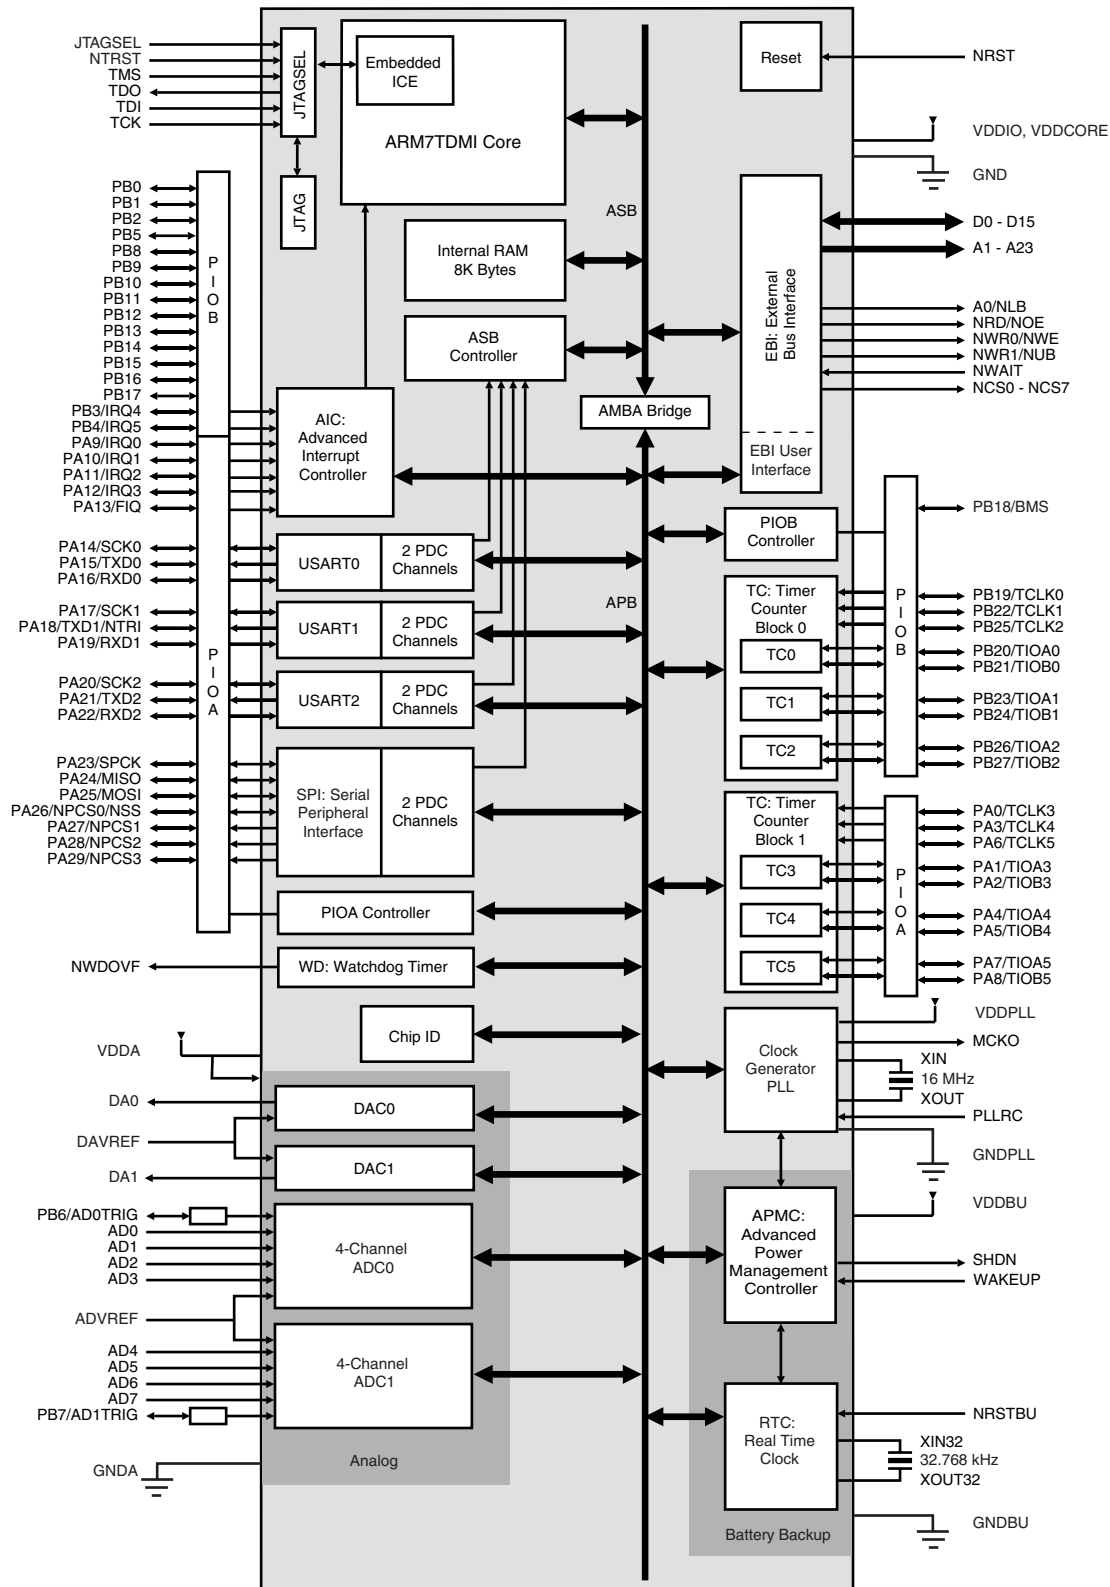 JTAGSEL
NTRST
TMS
TDO
TDI
TCK
JTAGSEL
Embedded
ICE
ARM7TDMI Core
JTAG
Reset
NRST
VDDIO, VDDCORE
GND
PB0
PB1
PB2
PB5
PB8
PB9
PB10
PB11
PB12
PB13
PB14
PB15
PB16
PB17
PB3/IRQ4
PB4/IRQ5
PA9/IRQ0
PA10/IRQ1
PA11/IRQ2
PA12/IRQ3
PA13/FIQ
P
I
O
B
ASB
Internal RAM
8K Bytes
ASB
Controller
AIC:
Advanced
Interrupt
Controller
AMBA Bridge
EBI: External
Bus Interface
EBI User
Interface
D0 - D15
A1 - A23
A0/NLB
NRD/NOE
NWR0/NWE
NWR1/NUB
NWAIT
NCS0 - NCS7
PA14/SCK0
PA15/TXD0
PA16/RXD0
USART0
2 PDC
Channels
PA17/SCK1
PA18/TXD1/NTRI
PA19/RXD1
USART1
2 PDC
Channels
PA20/SCK2
PA21/TXD2
PA22/RXD2
USART2
2 PDC
Channels
P
I
O
A
PA23/SPCK
PA24/MISO
PA25/MOSI
PA26/NPCS0/NSS
PA27/NPCS1
PA28/NPCS2
PA29/NPCS3
SPI: Serial
Peripheral
Interface
2 PDC
Channels
PIOA Controller
NWDOVF
WD: Watchdog Timer
Chip ID
APB
PIOB
Controller
PB18/BMS
TC: Timer
Counter
Block 0
TC0
TC1
TC2
P
I
O
B
PB19/TCLK0
PB22/TCLK1
PB25/TCLK2
PB20/TIOA0
PB21/TIOB0
PB23/TIOA1
PB24/TIOB1
PB26/TIOA2
PB27/TIOB2
TC: Timer
Counter
Block 1
TC3
TC4
TC5
P
I
O
A
PA0/TCLK3
PA3/TCLK4
PA6/TCLK5
PA1/TIOA3
PA2/TIOB3
PA4/TIOA4
PA5/TIOB4
PA7/TIOA5
PA8/TIOB5
VDDA
DA0
DAVREF
DA1
DAC0
DAC1
PB6/AD0TRIG
AD0
AD1
AD2
AD3
4-Channel
ADC0
ADVREF
AD4
AD5
AD6
AD7
PB7/AD1TRIG
4-Channel
ADC1
GNDA
Analog
Clock
Generator
PLL
VDDPLL
MCKO
XIN
16 MHz
XOUT
PLLRC
GNDPLL
APMC:
Advanced
Power
Management
Controller
VDDBU
SHDN
WAKEUP
RTC:
Real Time
Clock
NRSTBU
XIN32
32.768 kHz
XOUT32
GNDBU
Battery Backup